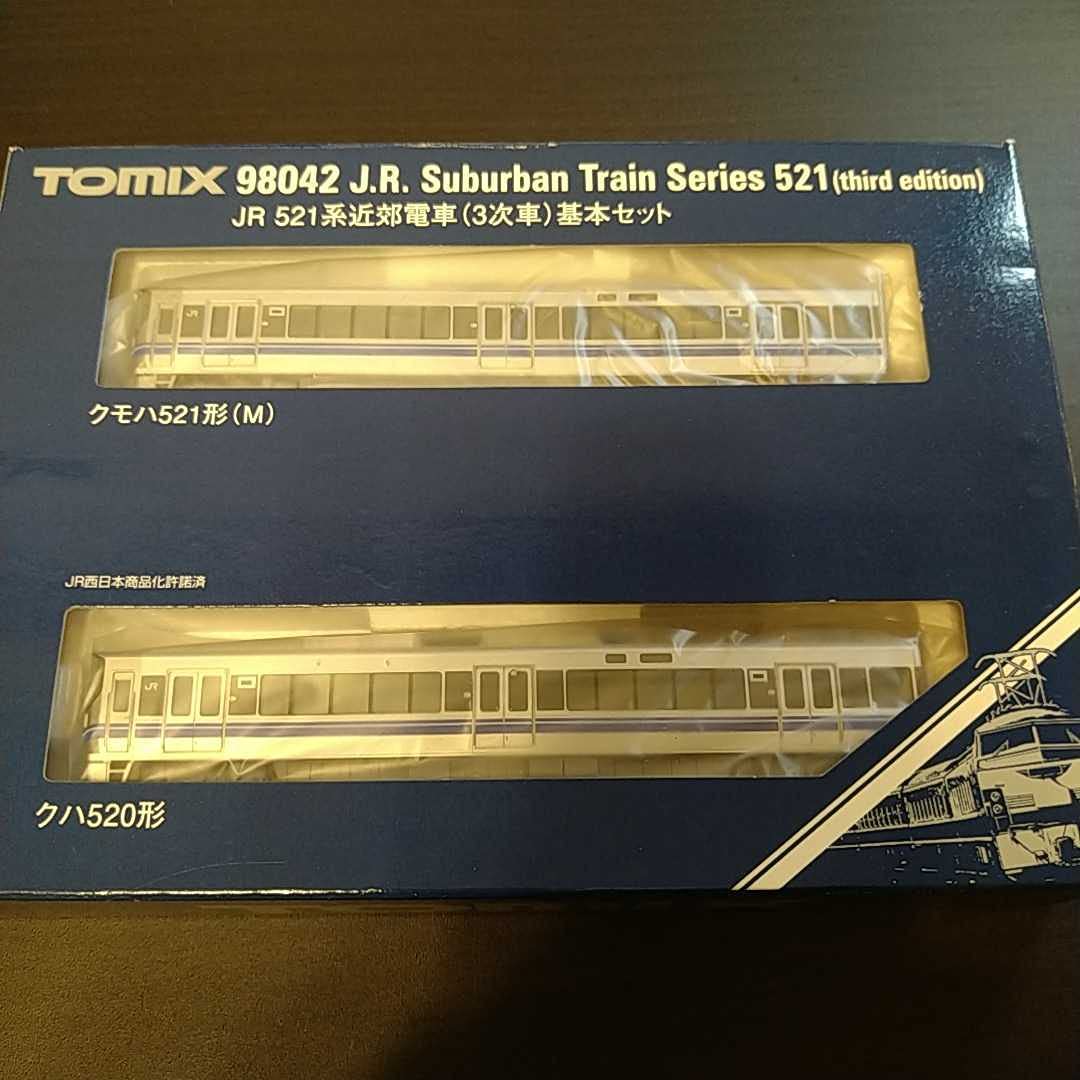 TOMIX 98042 J.R. Suburban Train Series 521 (third edition)
JR 521系近郊電車(3次車)基本セット
JR
クモハ521形(M)
JR西日本商品化許諾済
JR
クハ520形